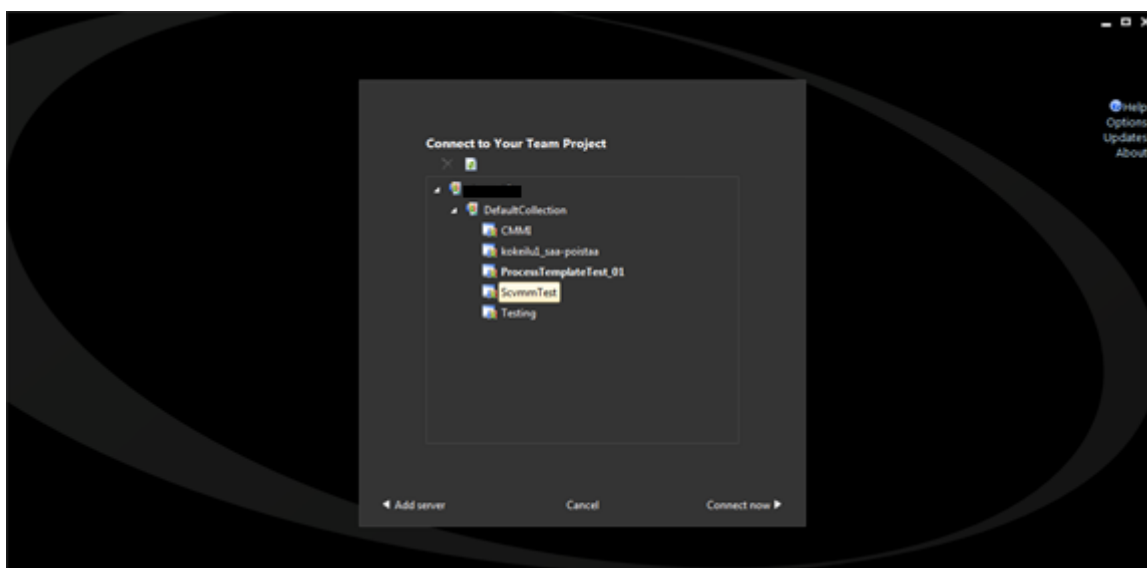 Help
Options
Updates
About
Connect to Your Team Project
DefaultCollection
CMMI
kokeilu1_saa-poistaa
ProcessTemplateTest_01
ScvmmTest
Testing
Add server
Cancel
Connect now